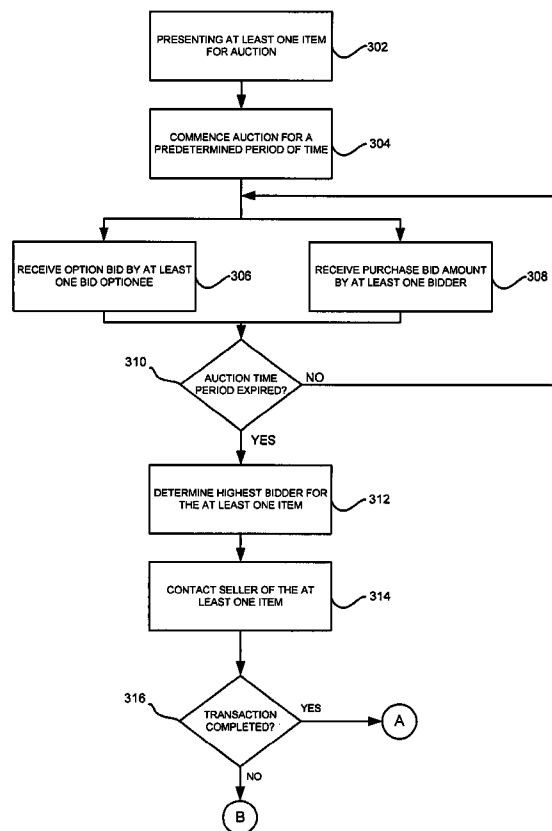 PRESENTING AT LEAST ONE ITEM
FOR AUCTION
302
COMMENCE AUCTION FOR A
PREDETERMINED PERIOD OF TIME
304
RECEIVE OPTION BID BY AT LEAST
ONE BID OPTIONEE
306
RECEIVE PURCHASE BID AMOUNT
BY AT LEAST ONE BIDDER
308
310
AUCTION TIME
PERIOD EXPIRED?
NO
YES
DETERMINE HIGHEST BIDDER FOR
THE AT LEAST ONE ITEM
312
CONTACT SELLER OF THE AT
LEAST ONE ITEM
314
316
TRANSACTION
COMPLETED?
YES
A
NO
B